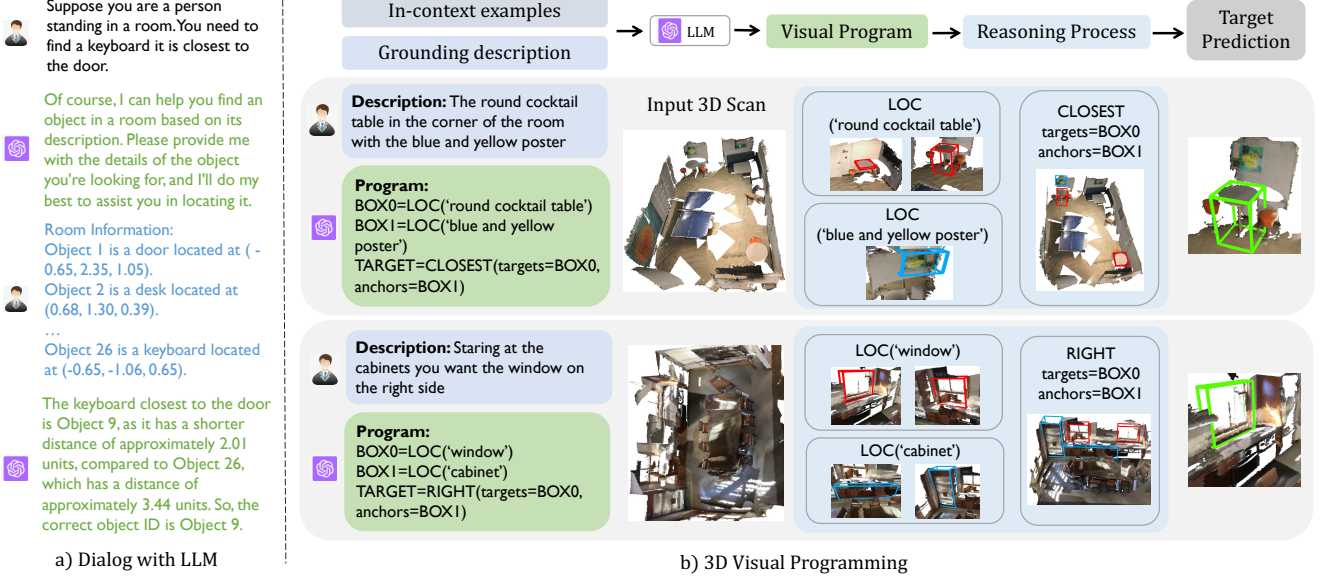 Suppose you are a person
standing in a room. You need to
find a keyboard it is closest to
the door.
Of course, I can help you find an
object in a room based on its
description. Please provide me
with the details of the object
you're looking for, and I'll do my
best to assist you in locating it.
Room Information:
Object 1 is a door located at ( -
0.65, 2.35, 1.05).
Object 2 is a desk located at
(0.68, 1.30, 0.39).
...
Object 26 is a keyboard located
at (-0.65, -1.06, 0.65).
The keyboard closest to the door
is Object 9, as it has a shorter
distance of approximately 2.01
units, compared to Object 26,
which has a distance of
approximately 3.44 units. So, the
correct object ID is Object 9.
a) Dialog with LLM
In-context examples
Grounding description
LLM
Visual Program
Reasoning Process
Target
Prediction
Description: The round cocktail
table in the corner of the room
with the blue and yellow poster
Program:
BOX0=LOC('round cocktail table')
BOX1=LOC('blue and yellow
poster')
TARGET=CLOSEST(targets=BOX0,
anchors=BOX1)
Input 3D Scan
LOC
('round cocktail table')
LOC
('blue and yellow poster')
CLOSEST
targets=BOX0
anchors=BOX1
Description: Staring at the
cabinets you want the window on
the right side
Program:
BOX0=LOC('window')
BOX1=LOC('cabinet')
TARGET=RIGHT(targets=BOX0,
anchors=BOX1)
LOC('window')
LOC('cabinet')
RIGHT
targets=BOX0
anchors=BOX1
b) 3D Visual Programming